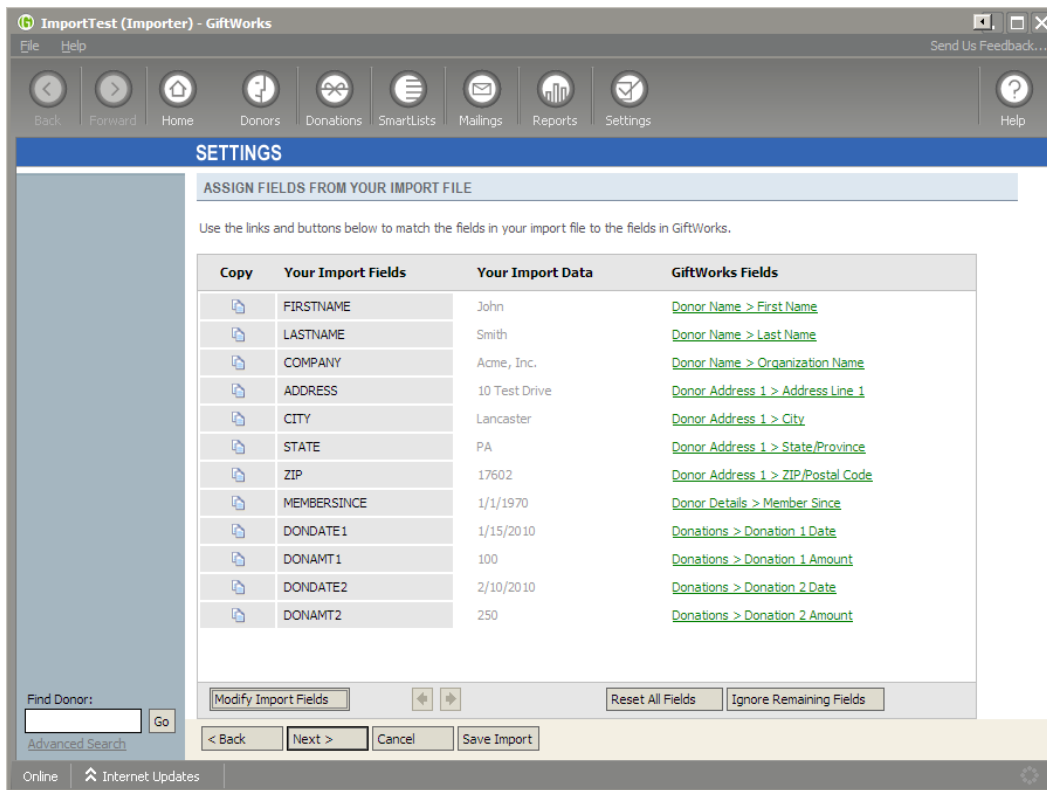 ImportTest (Importer) - GiftWorks
File Help Send Us Feedback...
Back Forward Home Donors Donations SmartLists Mailings Reports Settings Help
SETTINGS
ASSIGN FIELDS FROM YOUR IMPORT FILE
Use the links and buttons below to match the fields in your import file to the fields in GiftWorks.
Copy Your Import Fields Your Import Data GiftWorks Fields
FIRSTNAME John Donor Name > First Name
LASTNAME Smith Donor Name > Last Name
COMPANY Acme, Inc. Donor Name > Organization Name
ADDRESS 10 Test Drive Donor Address 1 > Address Line 1
CITY Lancaster Donor Address 1 > City
STATE PA Donor Address 1 > State/Province
ZIP 17602 Donor Address 1 > ZIP/Postal Code
MEMBERSINCE 1/1/1970 Donor Details > Member Since
DONDATE1 1/15/2010 Donations > Donation 1 Date
DONAMT1 100 Donations > Donation 1 Amount
DONDATE2 2/10/2010 Donations > Donation 2 Date
DONAMT2 250 Donations > Donation 2 Amount
Modify Import Fields Reset All Fields Ignore Remaining Fields
Find Donor:
Go
Advanced Search
< Back Next > Cancel Save Import
Online Internet Updates